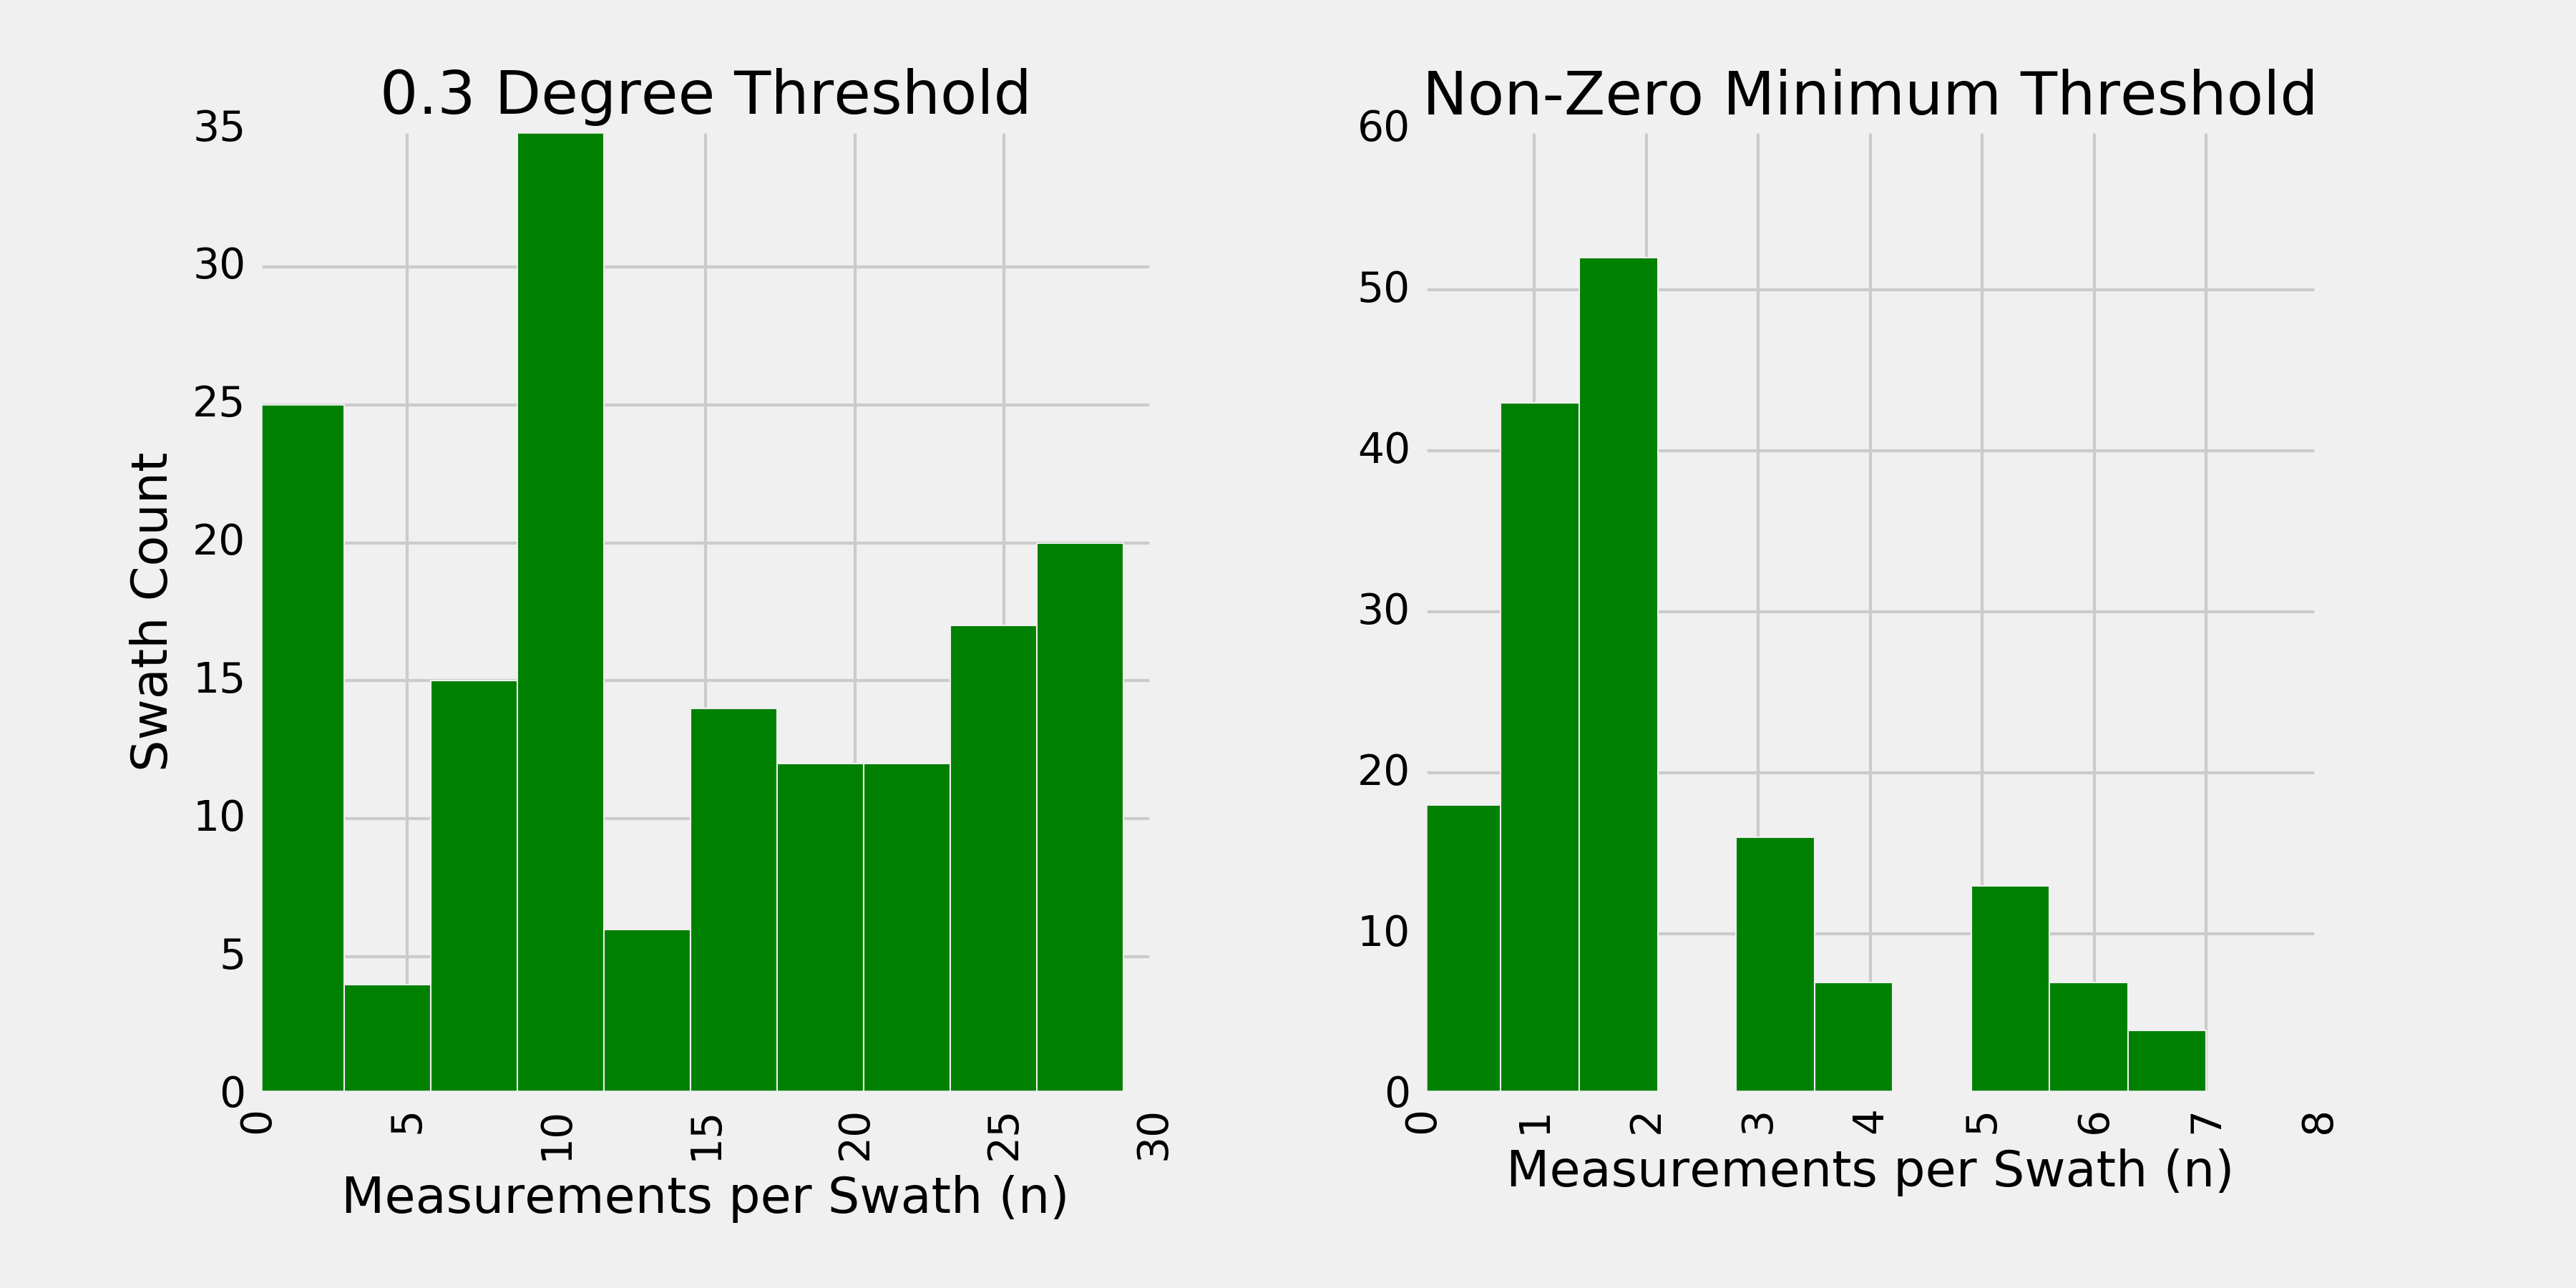 0.3 Degree Threshold
35
30
25
20
15
10
5
0
Swath Count
0 5 10 15 20 25 30
Measurements per Swath (n)
Non-Zero Minimum Threshold
60
50
40
30
20
10
0
0 1 2 3 4 5 6 7 8
Measurements per Swath (n)